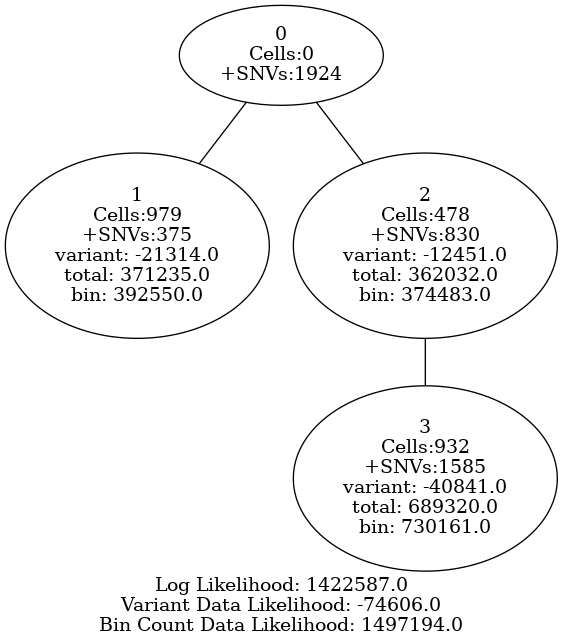 0
Cells:0
+SNVs:1924
1
Cells:979
+SNVs:375
variant: -21314.0
total: 371235.0
bin: 392550.0
2
Cells:478
+SNVs:830
variant: -12451.0
total: 362032.0
bin: 374483.0
3
Cells:932
+SNVs:1585
variant: -40841.0
total: 689320.0
bin: 730161.0
Log Likelihood: 1422587.0
Variant Data Likelihood: -74606.0
Bin Count Data Likelihood: 1497194.0